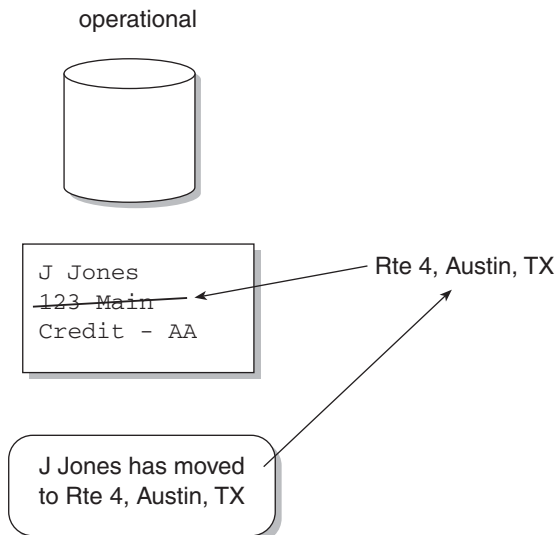 operational
J Jones
123 Main
Credit - AA
Rte 4, Austin, TX
J Jones has moved
to Rte 4, Austin, TX